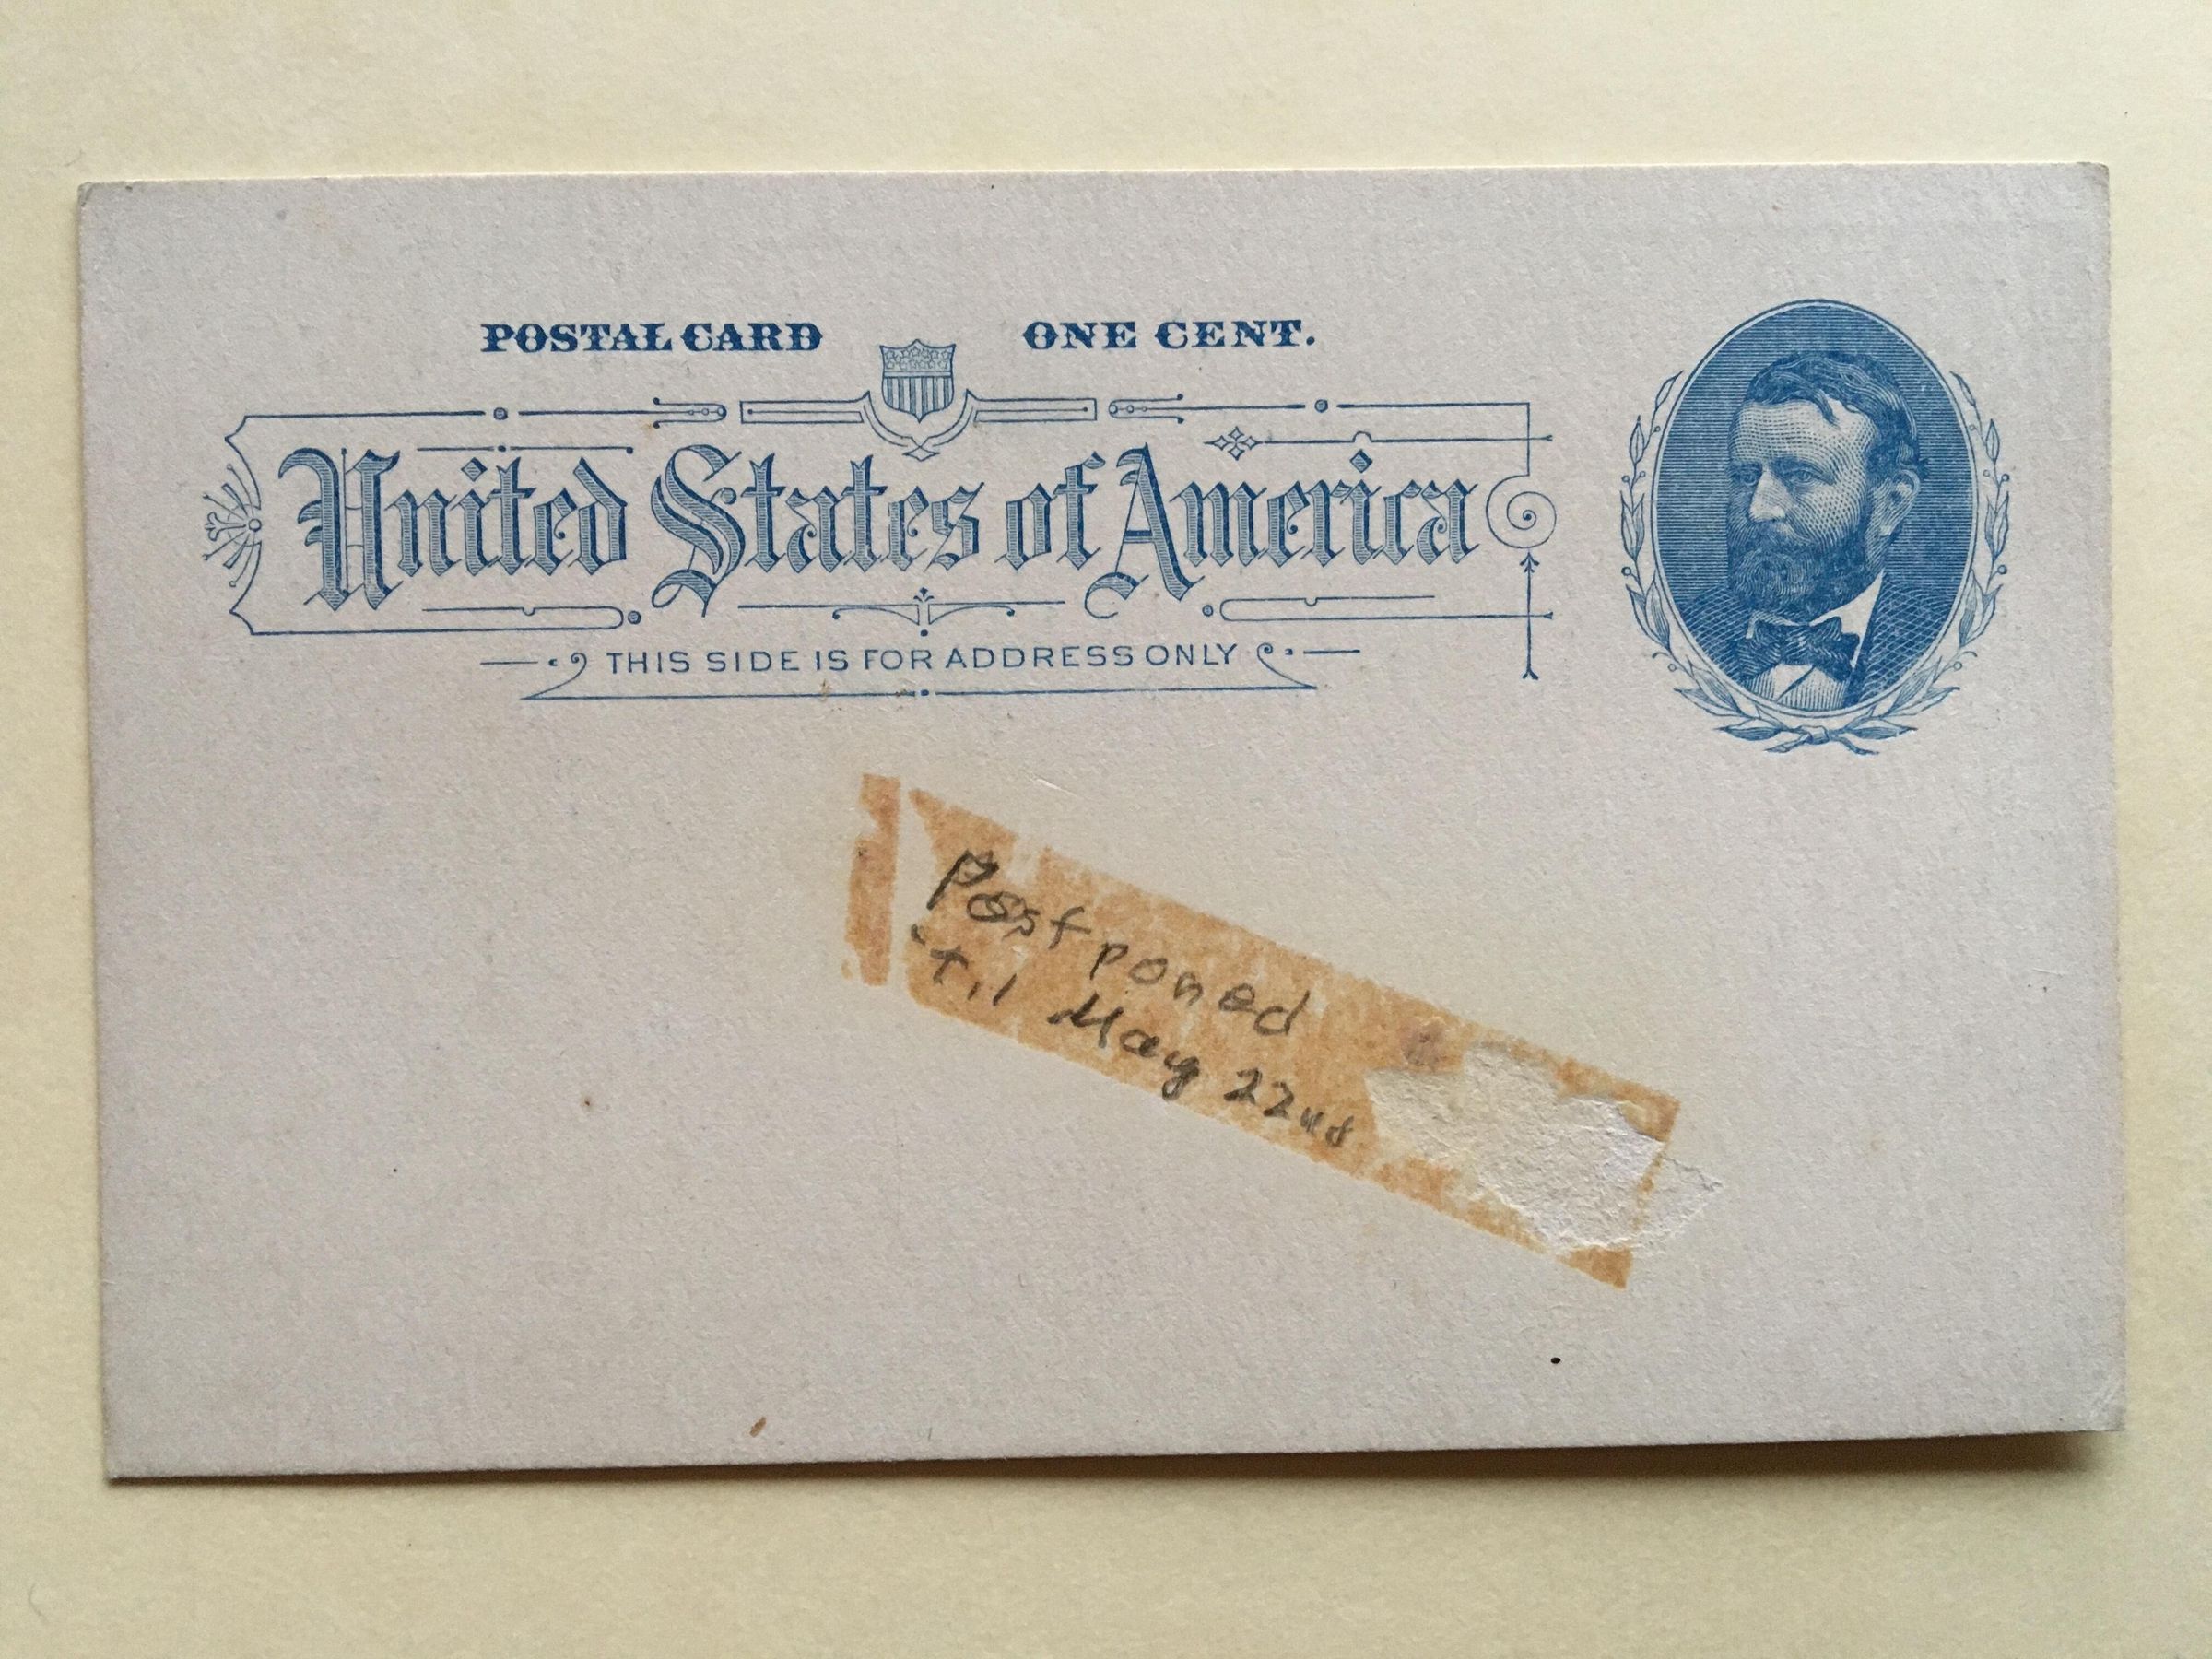 POSTAL CARD ONE CENT.
United States of America
THIS SIDE IS FOR ADDRESS ONLY
Postponed
'Til May 22nd